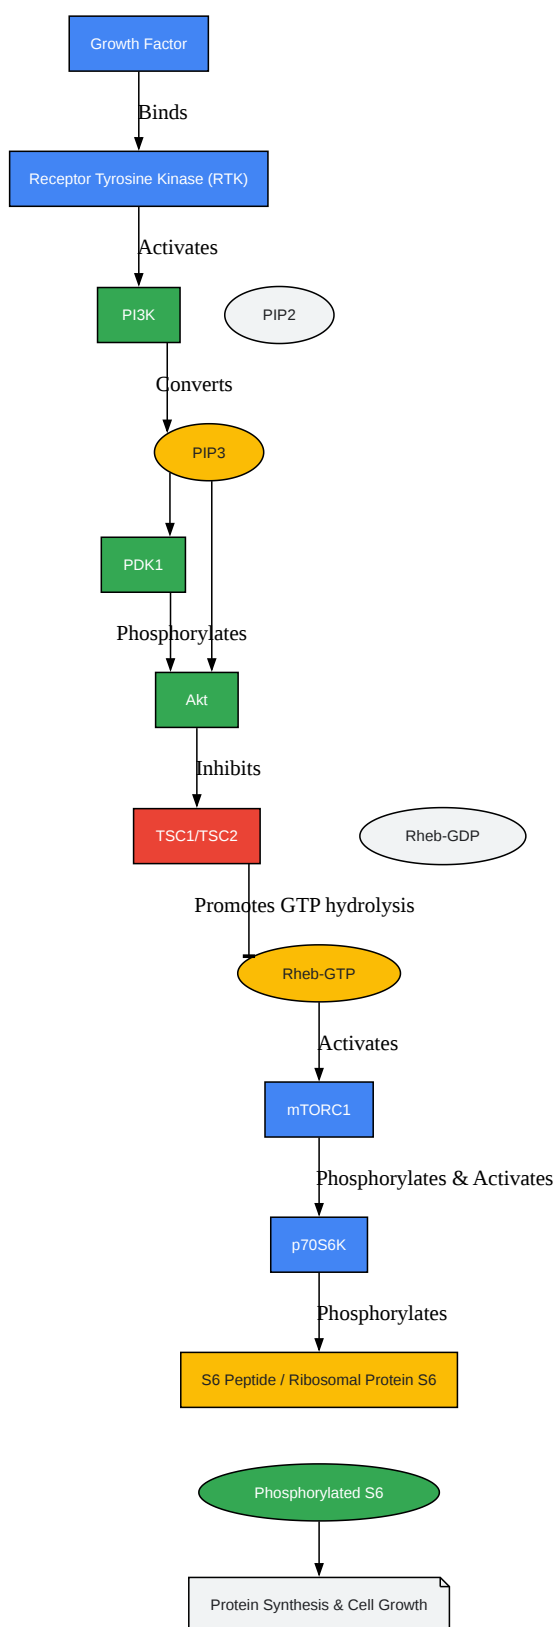 Growth Factor
Binds
Receptor Tyrosine Kinase (RTK)
Activates
PI3K
PIP2
Converts
PIP3
PDK1
Phosphorylates
Akt
Inhibits
TSC1/TSC2
Rheb-GDP
Promotes GTP hydrolysis
Rheb-GTP
Activates
mTORC1
Phosphorylates & Activates
p70S6K
Phosphorylates
S6 Peptide / Ribosomal Protein S6
Phosphorylated S6
Protein Synthesis & Cell Growth